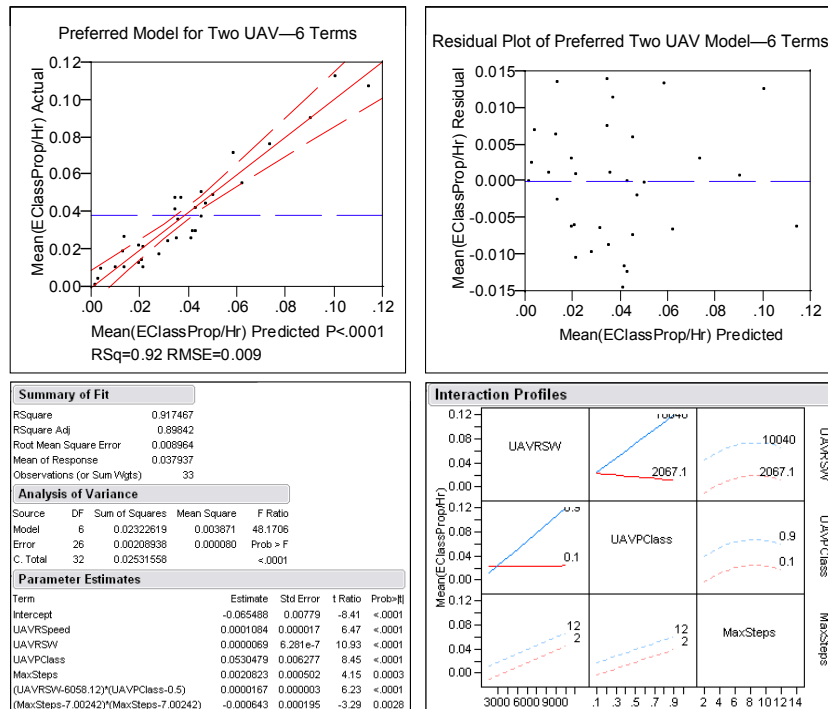 Preferred Model for Two UAV—6 Terms
Mean(EClassProp/Hr) Actual
0.12
0.10
0.08
0.06
0.04
0.02
0.00
.00 .02 .04 .06 .08 .10 .12
Mean(EClassProp/Hr) Predicted P<.0001
RSq=0.92 RMSE=0.009
Residual Plot of Preferred Two UAV Model—6 Terms
Mean(EClassProp/Hr) Residual
0.015
0.010
0.005
0.000
-0.005
-0.010
-0.015
.00 .02 .04 .06 .08 .10 .12
Mean(EClassProp/Hr) Predicted
Summary of Fit
RSquare 0.917467
RSquare Adj 0.89842
Root Mean Square Error 0.008964
Mean of Response 0.037937
Observations (or Sum Wgts) 33
Analysis of Variance
Source DF Sum of Squares Mean Square F Ratio
Model 6 0.02322619 0.003871 48.1706
Error 26 0.00208938 0.000080 Prob > F
C. Total 32 0.02531558 <.0001
Parameter Estimates
Term Estimate Std Error t Ratio Prob>|t|
Intercept -0.065488 0.00779 -8.41 <.0001
UAVRSpeed 0.0001084 0.000017 6.47 <.0001
UAVRSW 0.0000069 6.281e-7 10.93 <.0001
UAVPClass 0.0530479 0.006277 8.45 <.0001
MaxSteps 0.0020823 0.000502 4.15 0.0003
(UAVRSW-6058.12)*(UAVPClass-0.5) 0.0000167 0.000003 6.23 <.0001
(MaxSteps-7.00242)*(MaxSteps-7.00242) -0.000643 0.000195 -3.29 0.0028
Interaction Profiles
Mean(EClassProp/Hr)
0.12
0.08
0.04
0.00
UAVRSW
10040
2067.1
10040
2067.1
UAVRSW
0.12
0.08
0.04
0.00
0.9
0.1
UAVPClass
0.9
0.1
UAVPClass
0.12
0.08
0.04
0.00
12
2
12
2
MaxSteps
MaxSteps
3000 6000 9000
.1 .3 .5 .7 .9
2 4 6 8 10 12 14